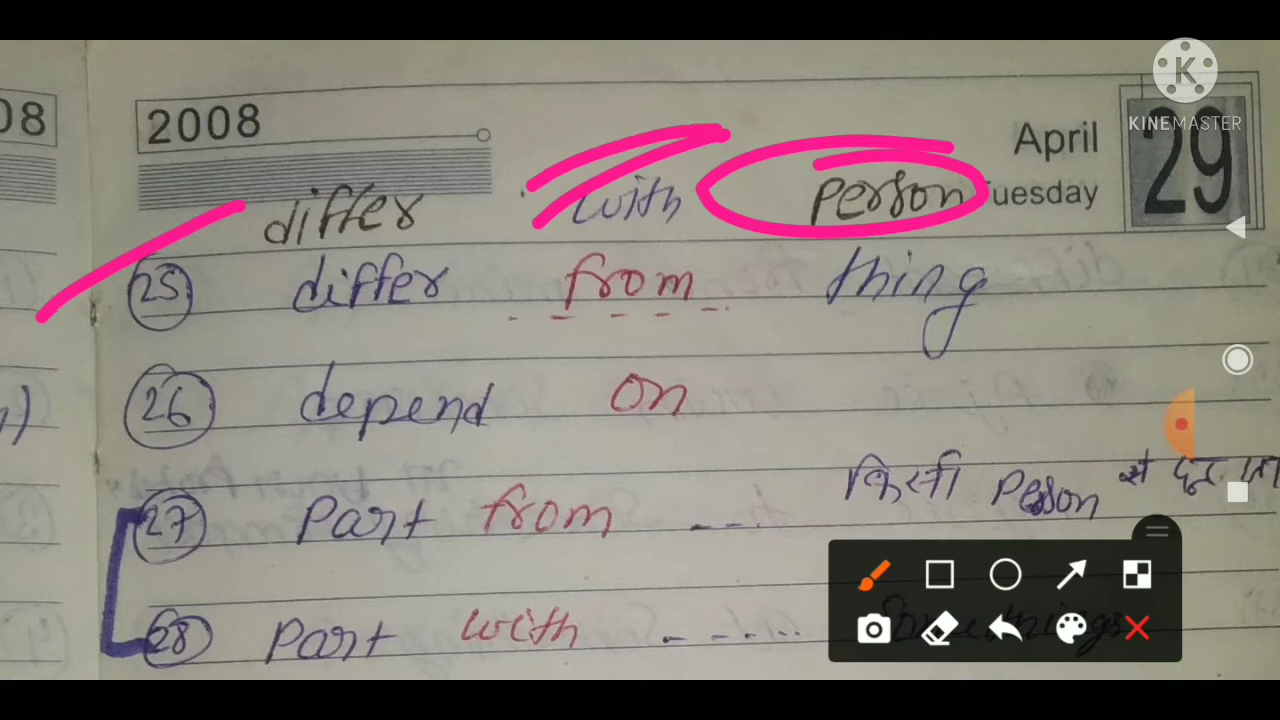 08
2008
April
29
KINEMASTER
differ with person
Tuesday
25 differ from thing
26 depend on
27 Part from ---- किसी Person से दूर
28 Part with -----